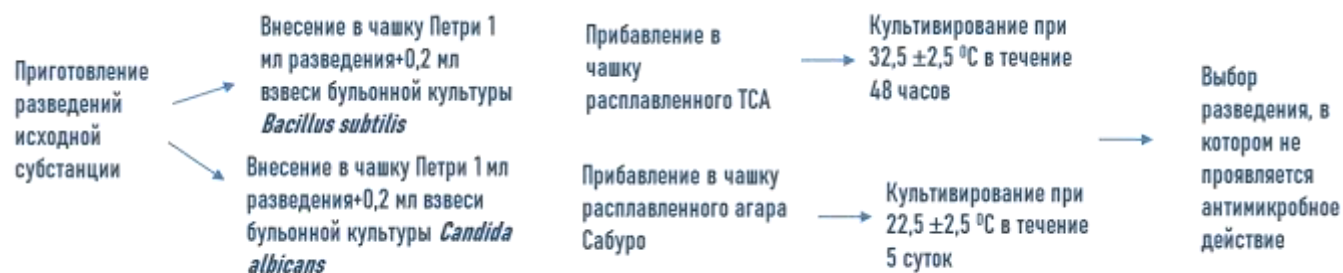 Приготовление
разведений
исходной
субстанции
Внесение в чашку Петри 1
мл разведения+0,2 мл
взвеси бульонной культуры
Bacillus subtilis
Внесение в чашку Петри 1 мл
разведения+0,2 мл взвеси
бульонной культуры Candida
albicans
Прибавление в
чашку
расплавленного ТСА
Прибавление в чашку
расплавленного агара
Сабуро
Культивирование при
32,5 ±2,5 ⁰С в течение
48 часов
Культивирование при
22,5 ±2,5 ⁰С в течение
5 суток
Выбор
разведения, в
котором не
проявляется
антимикробное
действие